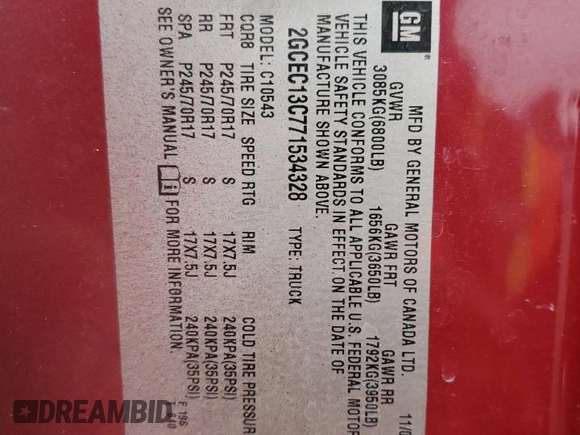 GM ®
MFD BY GENERAL MOTORS OF CANADA LTD. 11/0
GVWR GAWR FRT GAWR RR
3085KG(6800LB) 1656KG(3650LB) 1792KG(3950LB)
THIS VEHICLE CONFORMS TO ALL APPLICABLE U.S. FEDERAL MOTOR
VEHICLE SAFETY STANDARDS IN EFFECT ON THE DATE OF
MANUFACTURE SHOWN ABOVE.
2GCEC13C771534328 TYPE: TRUCK
MODEL: C10543
CQR8 TIRE SIZE SPEED RTG RIM COLD TIRE PRESSUR
FRT P245/70R17 S 17X7.5J 240KPA(35PSI)
RR P245/70R17 S 17X7.5J 240KPA(35PSI)
SPA P245/70R17 S 17X7.5J 240KPA(35PSI)
SEE OWNER'S MANUAL FOR MORE INFORMATION.
DREAMBID